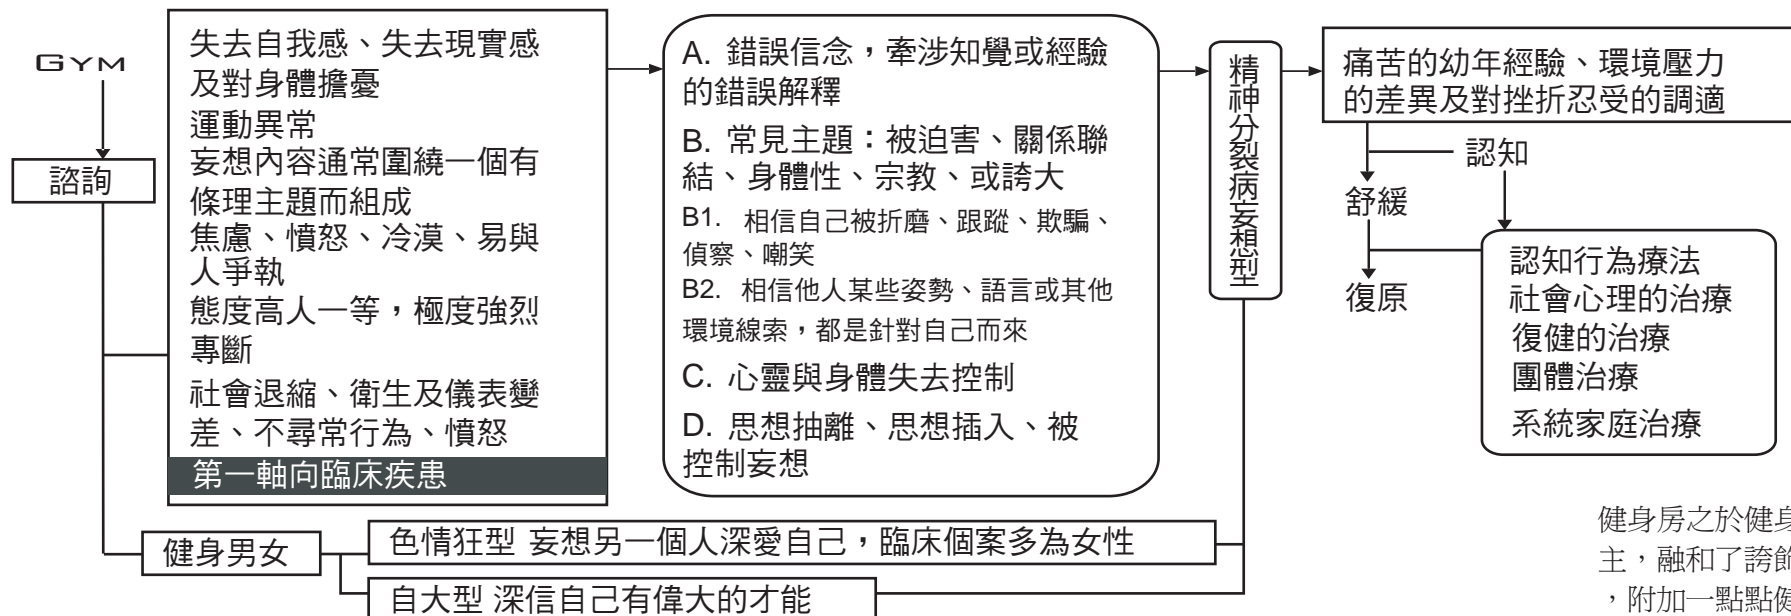 GYM
諮詢
失去自我感、失去現實感
及對身體擔憂
運動異常
妄想內容通常圍繞一個有
條理主題而組成
焦慮、憤怒、冷漠、易與
人爭執
態度高人一等，極度強烈
專斷
社會退縮、衛生及儀表變
差、不尋常行為、憤怒
第一軸向臨床疾患
A. 錯誤信念，牽涉知覺或經驗
的錯誤解釋
B. 常見主題：被迫害、關係聯
結、身體性、宗教、或誇大
B1. 相信自己被折磨、跟蹤、欺騙、
偵察、嘲笑
B2. 相信他人某些姿勢、語言或其他
環境線索，都是針對自己而來
C. 心靈與身體失去控制
D. 思想抽離、思想插入、被
控制妄想
精神分裂病妄想型
痛苦的幼年經驗、環境壓力
的差異及對挫折忍受的調適
認知
舒緩
復原
認知行為療法
社會心理的治療
復健的治療
團體治療
系統家庭治療
健身男女
色情狂型 妄想另一個人深愛自己，臨床個案多為女性
自大型 深信自己有偉大的才能
健身房之於健身
主，融和了誇飾
，附加一點點健